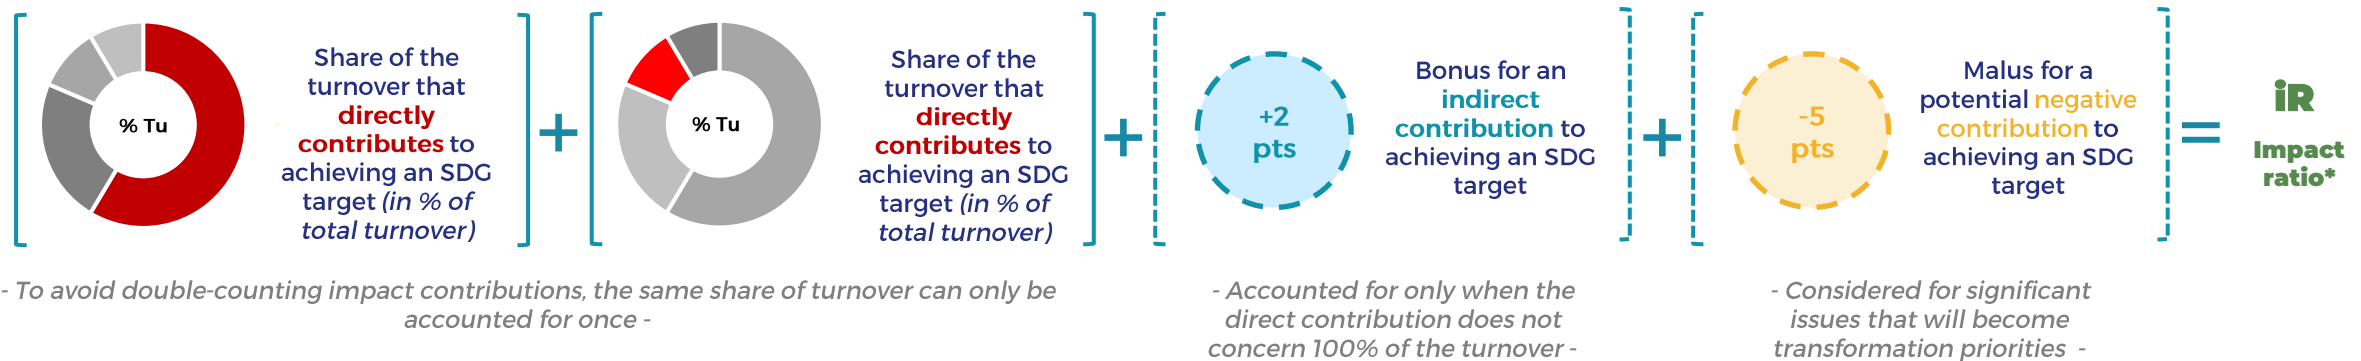 % Tu
Share of the
turnover that
directly
contributes to
achieving an SDG
target (in % of
total turnover)
+
% Tu
Share of the
turnover that
directly
contributes to
achieving an SDG
target (in % of
total turnover)
+
+2
pts
Bonus for an
indirect
contribution to
achieving an SDG
target
+
-5
pts
Malus for a
potential negative
contribution to
achieving an SDG
target
=
iR
Impact
ratio*
- To avoid double-counting impact contributions, the same share of turnover can only be
accounted for once -
- Accounted for only when the
direct contribution does not
concern 100% of the turnover -
- Considered for significant
issues that will become
transformation priorities -